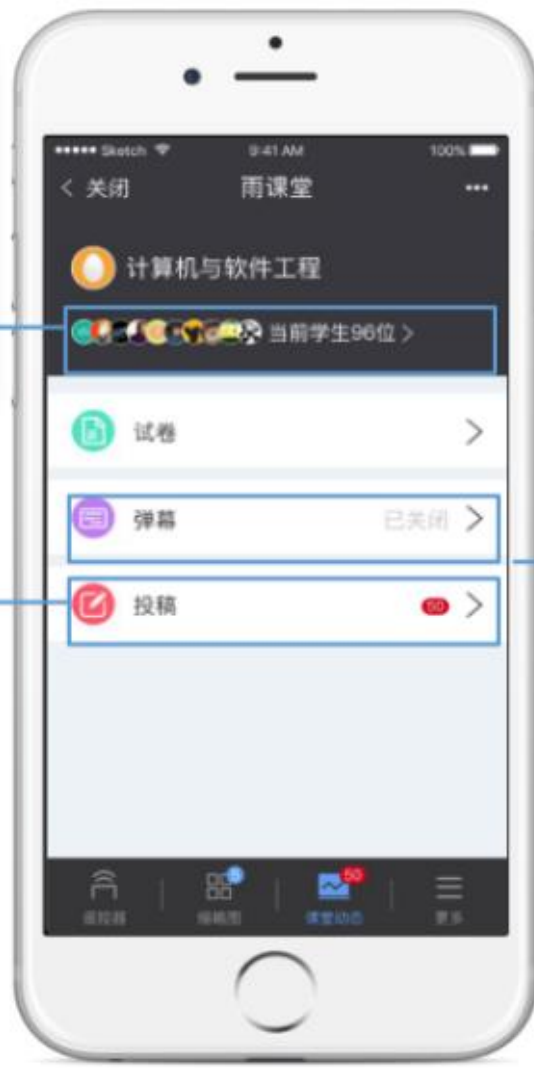 Sketch 9:41 AM 100%
< 关闭 雨课堂 •••
计算机与软件工程
当前学生96位 >
试卷
弹幕 已关闭
投稿 50
5 50
遥控器 缩略图 课堂动态 更多